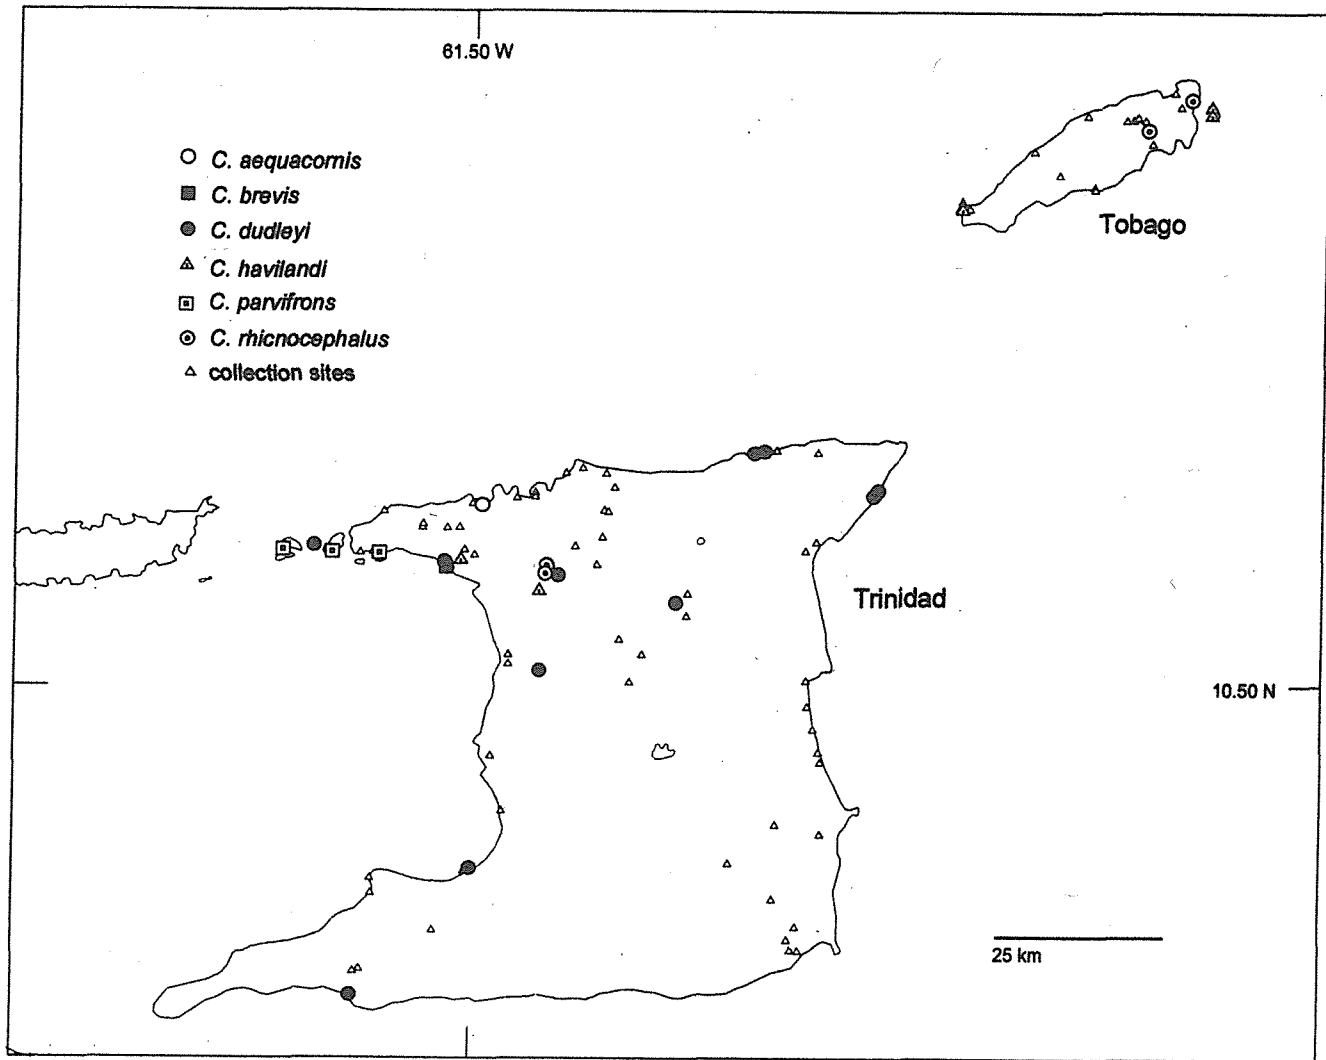 61.50 W
C. aequacornis
C. brevis
C. dudleyi
C. havilandi
C. parvifrons
C. rhicnocephalus
collection sites
Tobago
Trinidad
10.50 N
25 km